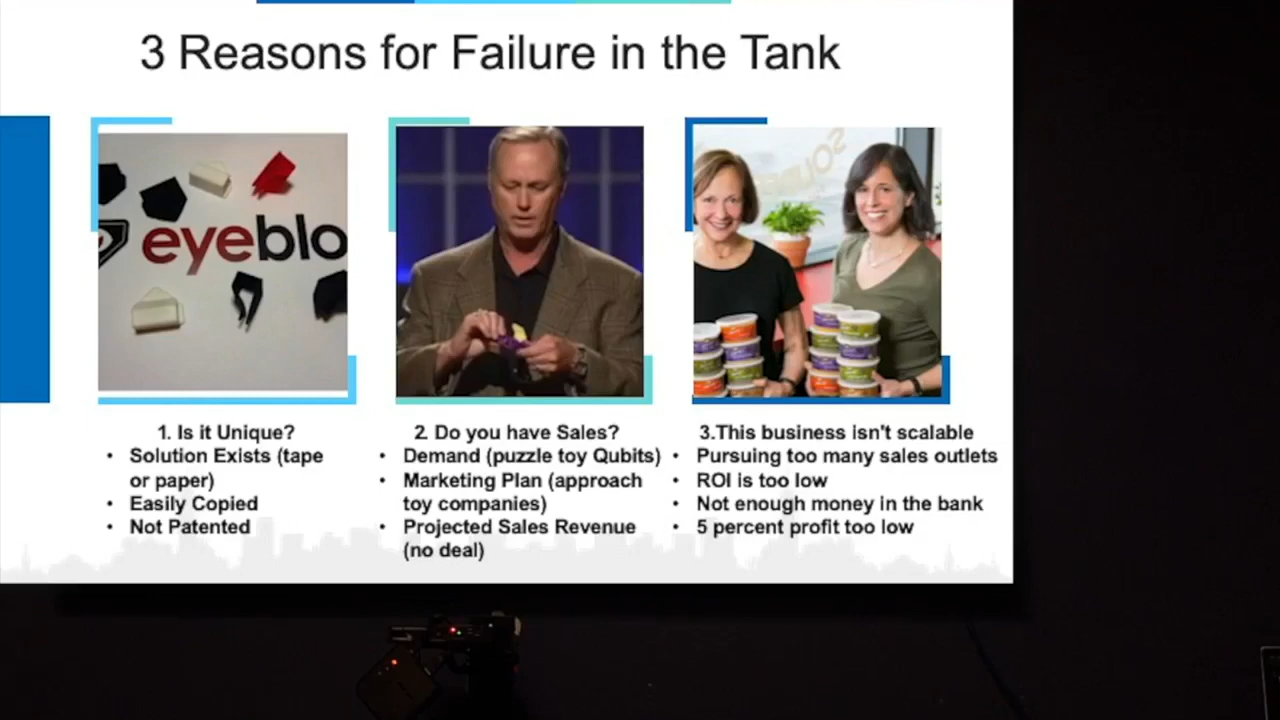 3 Reasons for Failure in the Tank
eyeblo
1. Is it Unique?
• Solution Exists (tape
or paper)
• Easily Copied
• Not Patented
2. Do you have Sales?
• Demand (puzzle toy Qubits)
• Marketing Plan (approach
toy companies)
• Projected Sales Revenue
(no deal)
3.This business isn't scalable
• Pursuing too many sales outlets
• ROI is too low
• Not enough money in the bank
• 5 percent profit too low